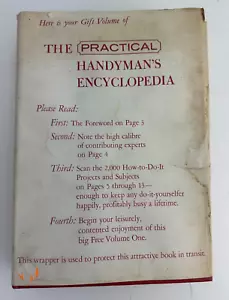 Here is your Gift Volume of
THE PRACTICAL
HANDYMAN'S
ENCYCLOPEDIA
Please Read:
First: The Foreword on Page 3
Second: Note the high calibre
of contributing experts
on Page 4
Third: Scan the 2,000 How-to-Do-It
Projects and Subjects
on Pages 5 through 13—
enough to keep any do-it-yourselfer
happily, profitably busy a lifetime.
Fourth: Begin your leisurely,
contented enjoyment of this
big Free Volume One.
This wrapper is used to protect this attractive book in transit.